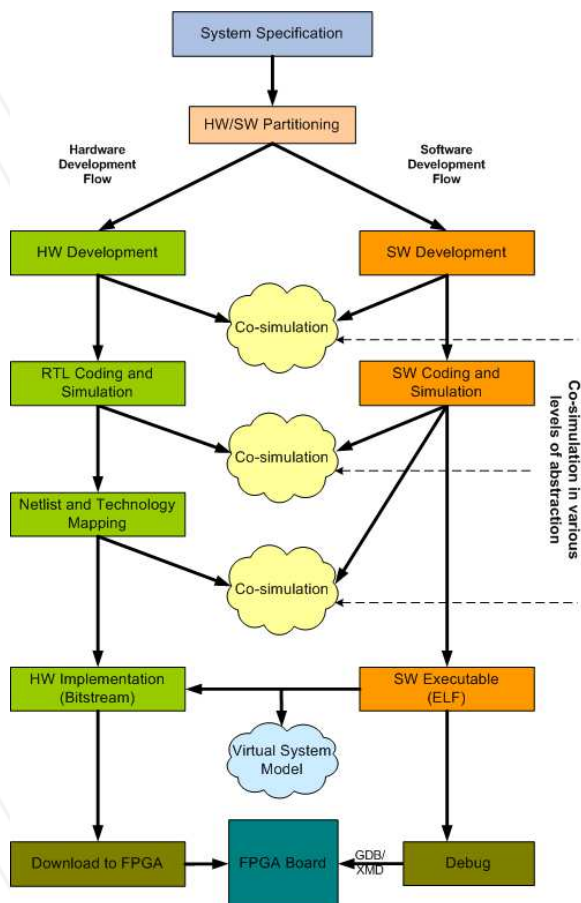 System Specification
HW/SW Partitioning
Hardware
Development
Flow
Software
Development
Flow
HW Development
SW Development
Co-simulation
RTL Coding and
Simulation
SW Coding and
Simulation
Co-simulation
Co-simulation in various
levels of abstraction
Netlist and Technology
Mapping
Co-simulation
HW Implementation
(Bitstream)
SW Executable
(ELF)
Virtual System
Model
Download to FPGA
FPGA Board
GDB/
XMD
Debug